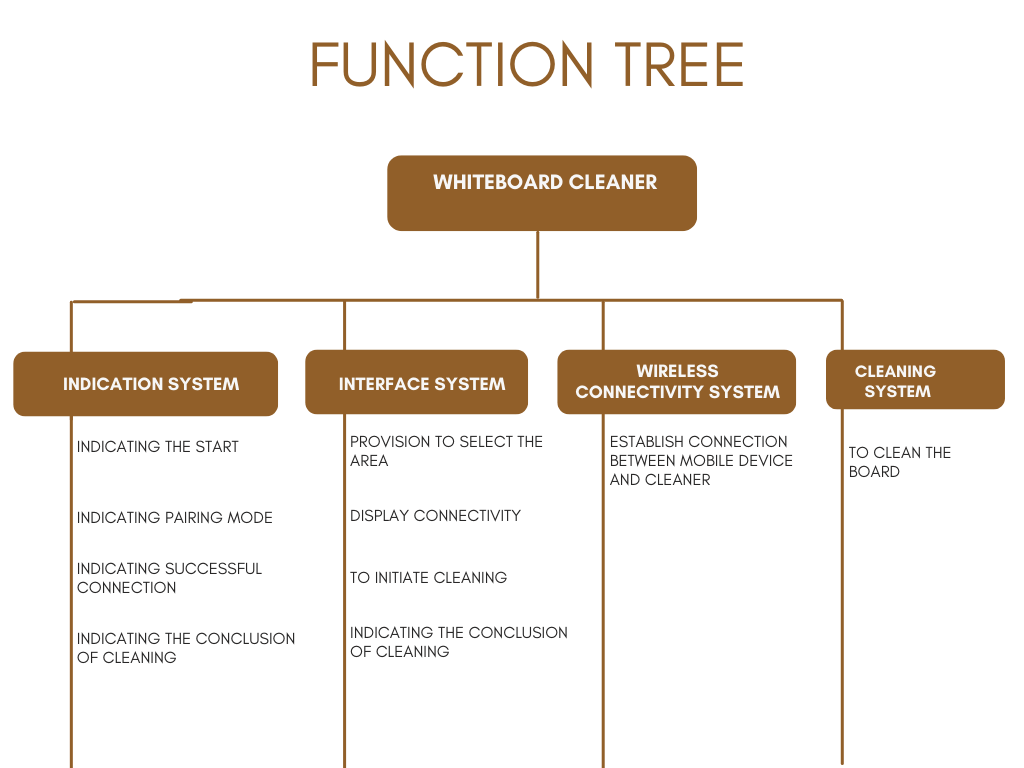 FUNCTION TREE
WHITEBOARD CLEANER
INDICATION SYSTEM
INDICATING THE START
INDICATING PAIRING MODE
INDICATING SUCCESSFUL
CONNECTION
INDICATING THE CONCLUSION
OF CLEANING
INTERFACE SYSTEM
PROVISION TO SELECT THE
AREA
DISPLAY CONNECTIVITY
TO INITIATE CLEANING
INDICATING THE CONCLUSION
OF CLEANING
WIRELESS
CONNECTIVITY SYSTEM
ESTABLISH CONNECTION
BETWEEN MOBILE DEVICE
AND CLEANER
CLEANING
SYSTEM
TO CLEAN THE
BOARD